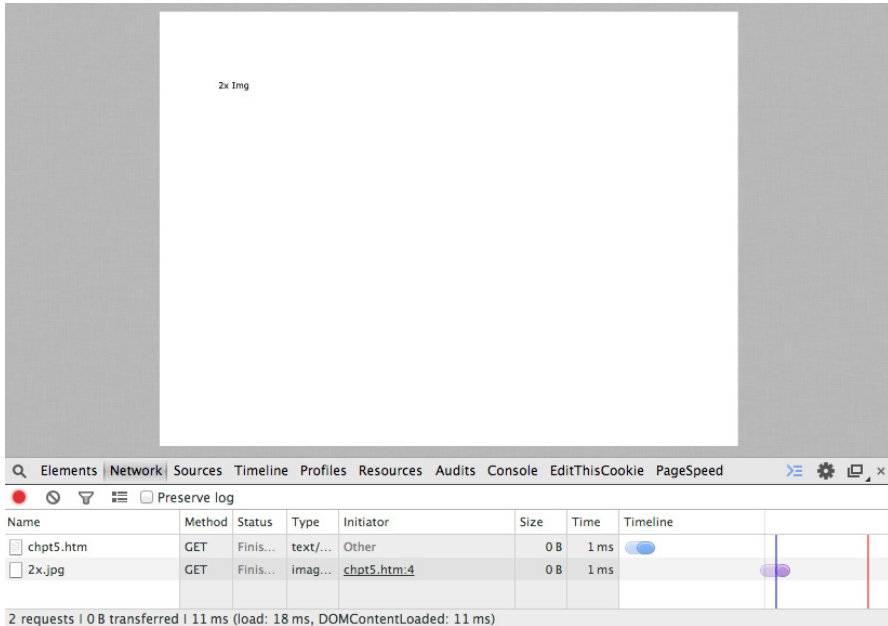 2x Img
Elements Network Sources Timeline Profiles Resources Audits Console EditThisCookie PageSpeed
Preserve log
Name Method Status Type Initiator Size Time Timeline
chpt5.htm GET Finis... text/... Other 0 B 1 ms
2x.jpg GET Finis... imag... chpt5.htm:4 0 B 1 ms
2 requests | 0 B transferred | 11 ms (load: 18 ms, DOMContentLoaded: 11 ms)